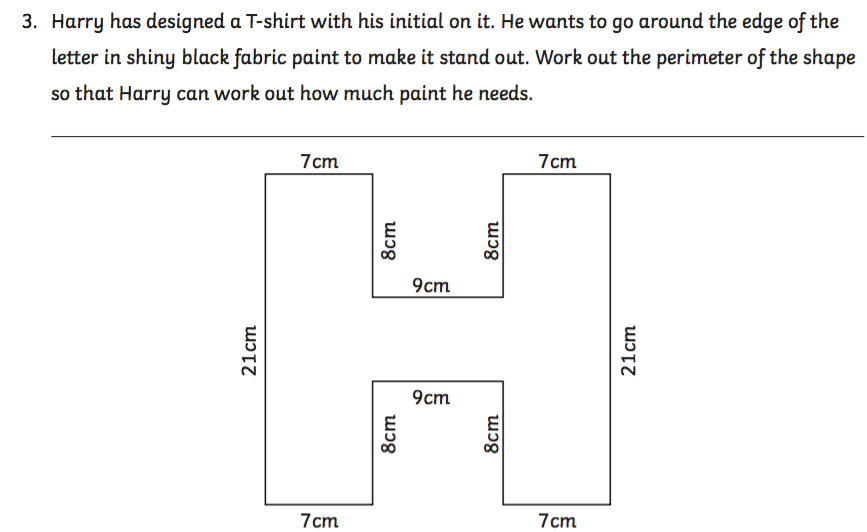 3. Harry has designed a T-shirt with his initial on it. He wants to go around the edge of the
letter in shiny black fabric paint to make it stand out. Work out the perimeter of the shape
so that Harry can work out how much paint he needs.
7cm
7cm
8cm
8cm
9cm
21cm
21cm
9cm
8cm
8cm
7cm
7cm